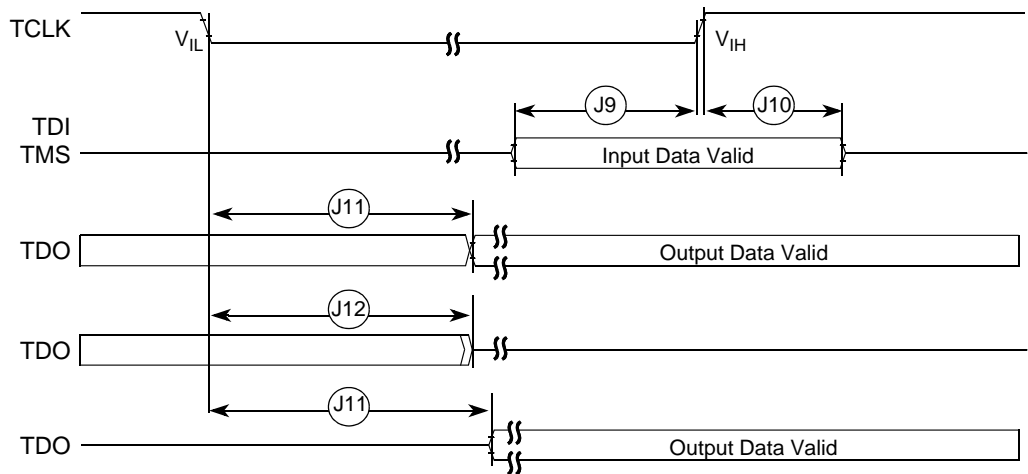 TCLK
VIL
VIH
J9
J10
TDI
TMS
Input Data Valid
J11
TDO
Output Data Valid
J12
TDO
J11
TDO
Output Data Valid